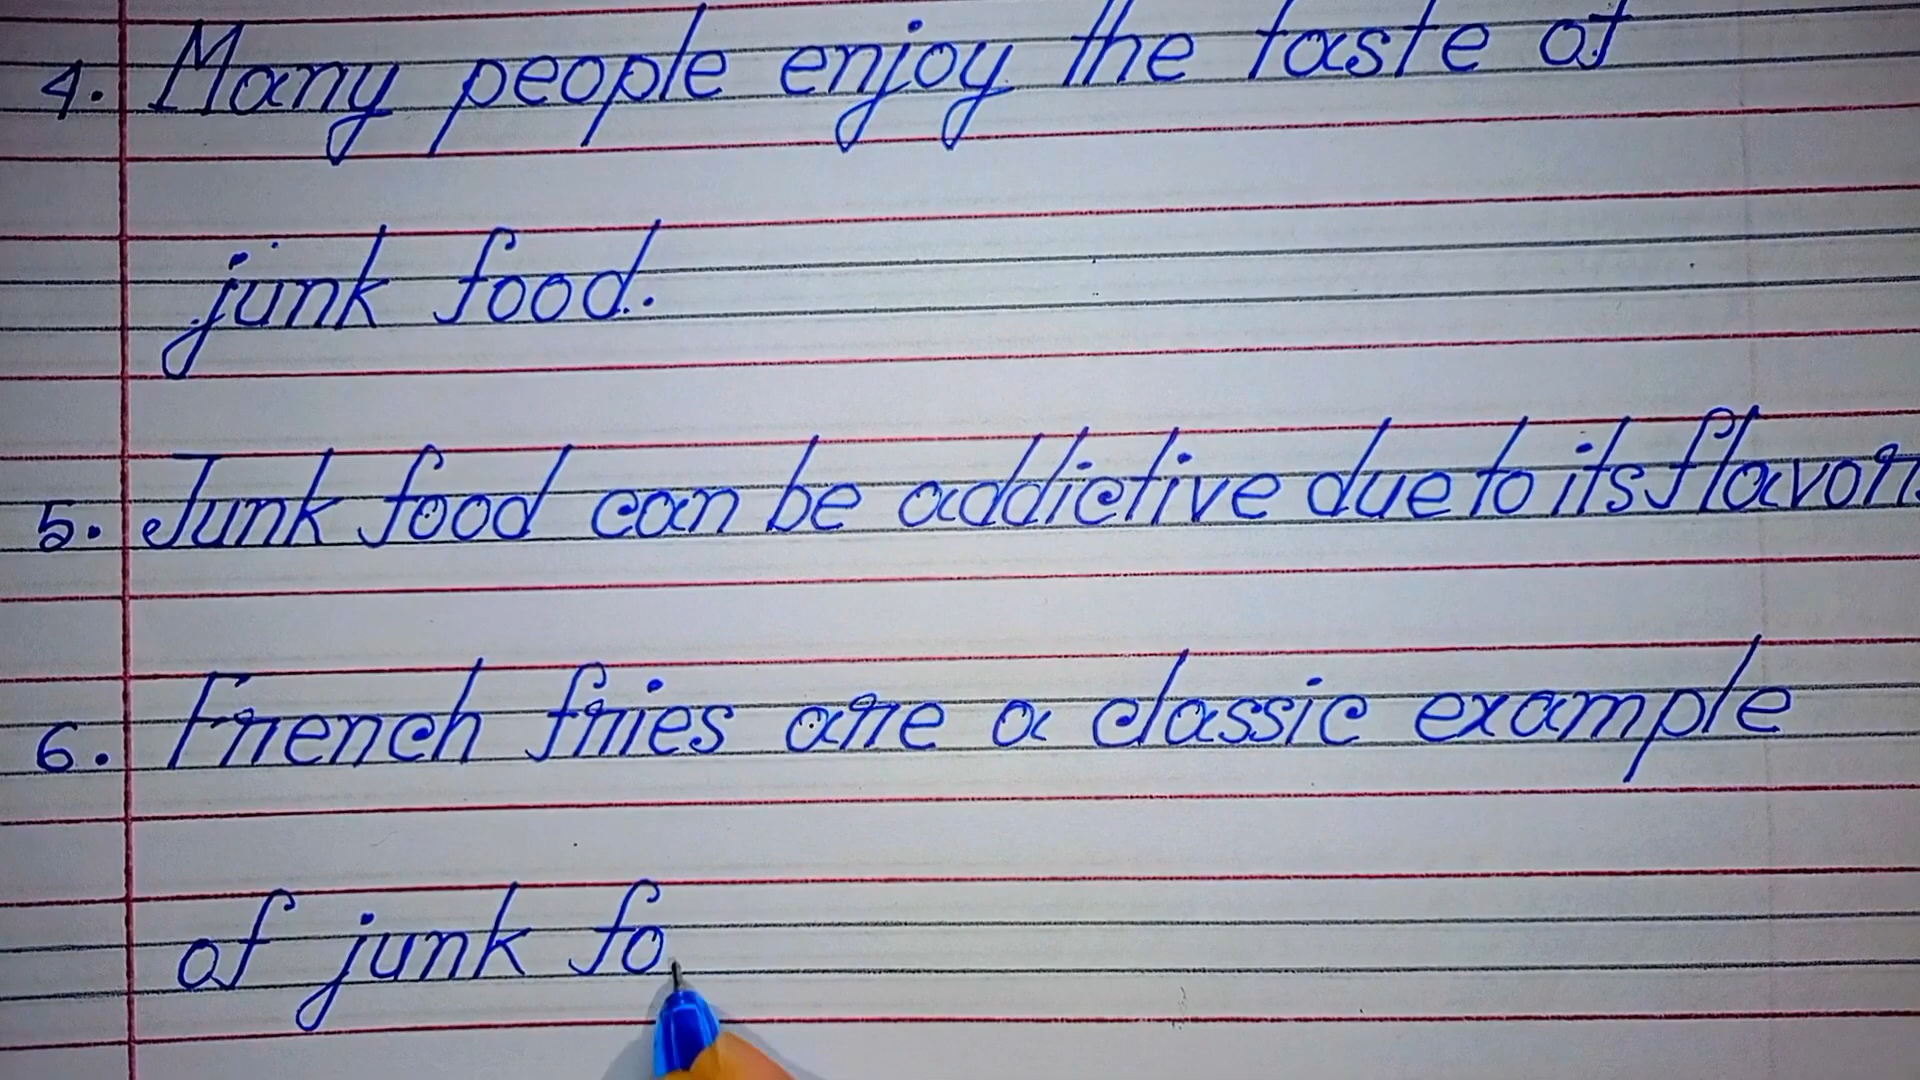 4. Many people enjoy the taste of
junk food.
5. Junk food can be addictive due to its flavor.
6. French fries are a classic example
of junk fo